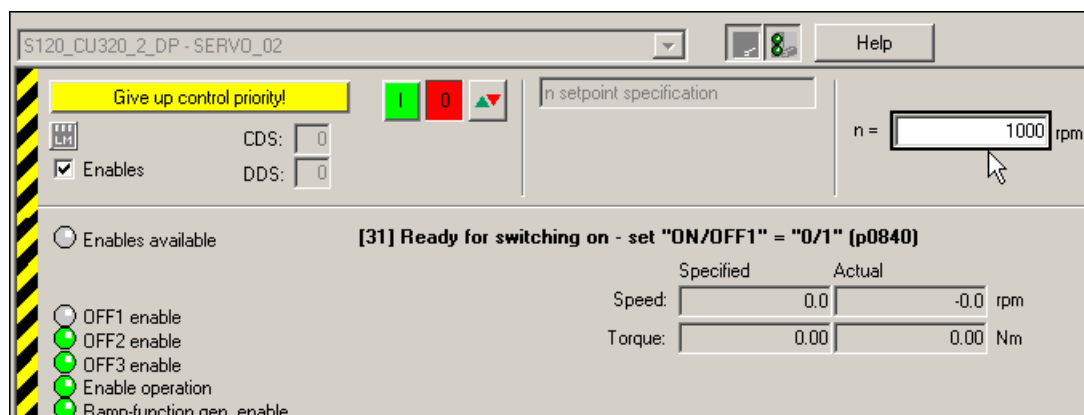 S120_CU320_2_DP - SERVO_02
Help
Give up control priority!
I
0
n setpoint specification
n = 1000 rpm
LM
CDS: 0
Enables
DDS: 0
Enables available
[31] Ready for switching on - set "ON/OFF1" = "0/1" (p0840)
Specified Actual
Speed: 0.0 -0.0 rpm
Torque: 0.00 0.00 Nm
OFF1 enable
OFF2 enable
OFF3 enable
Enable operation
Ramp-function gen. enable